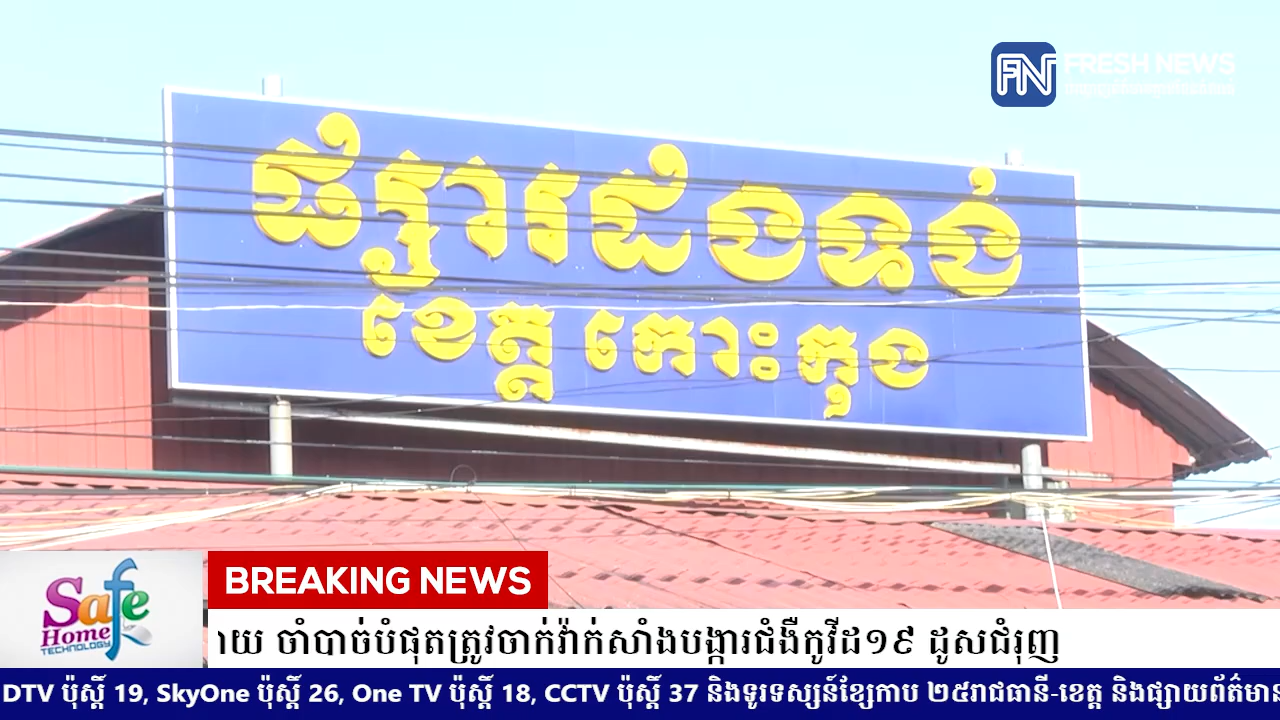 FN FRESH NEWS
ផ្សារដងទង់
ខេត្ត កោះកុង
Safe
Home
TECHNOLOGY
BREAKING NEWS
យ ចាំបាច់បំផុតត្រូវចាក់វ៉ាក់សាំងបង្ការជំងឺកូវីដ១៩ ដូសជំរុញ
DTV ប៉ុស្តិ៍ 19, SkyOne ប៉ុស្តិ៍ 26, One TV ប៉ុស្តិ៍ 18, CCTV ប៉ុស្តិ៍ 37 និងទូរទស្សន៍ខ្សែកាប ២៥រាជធានី-ខេត្ត និងផ្សាយព័ត៌មាន